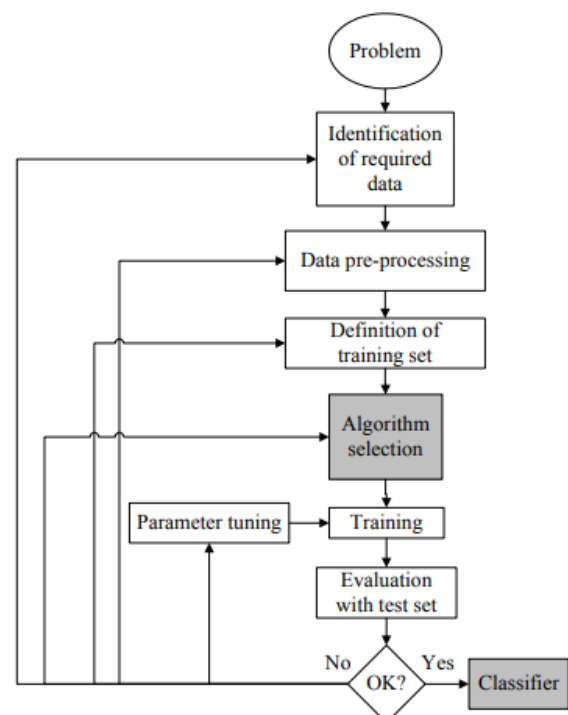 Problem
Identification
of required
data
Data pre-processing
Definition of
training set
Algorithm
selection
Parameter tuning
Training
Evaluation
with test set
No
OK?
Yes
Classifier